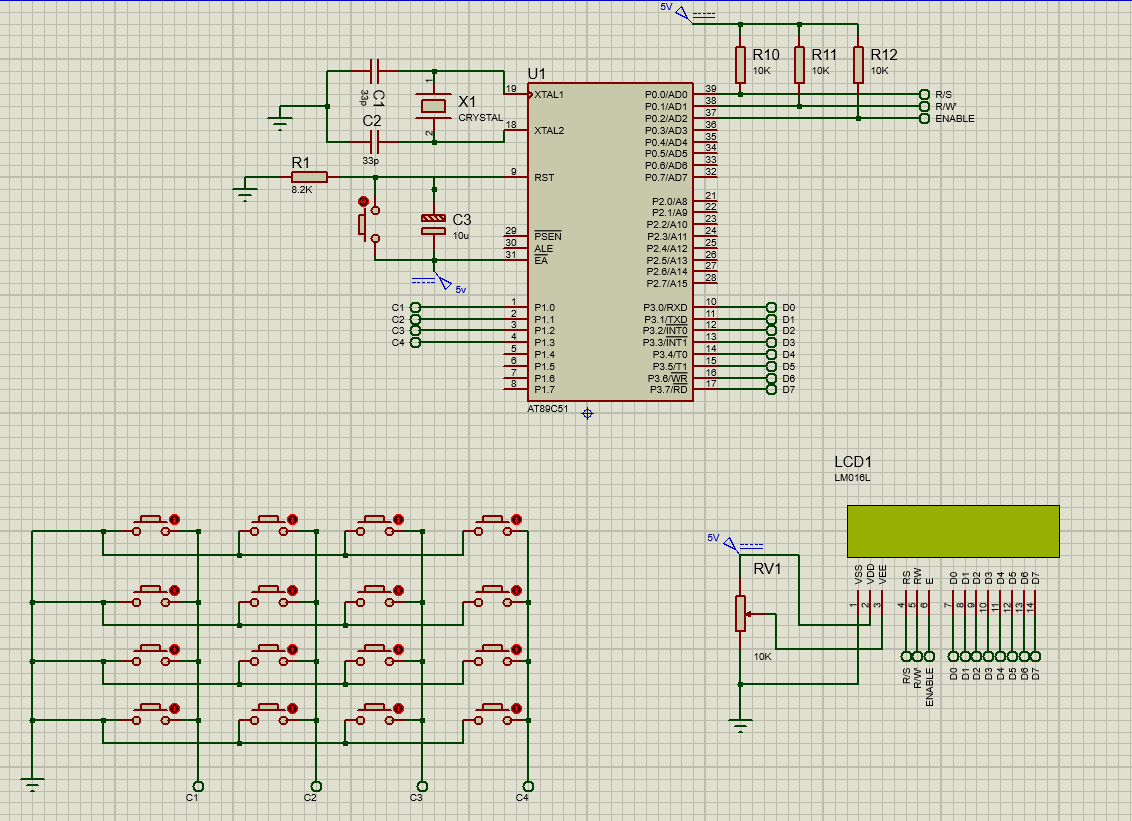 5V
R10
10K
R11
10K
R12
10K
U1
C1
33p
1
X1
CRYSTAL
2
C2
33p
R1
8.2K
C3
10u
5v
19 XTAL1
18 XTAL2
9 RST
29 PSEN
30 ALE
31 EA
C1 1 P1.0
C2 2 P1.1
C3 3 P1.2
C4 4 P1.3
5 P1.4
6 P1.5
7 P1.6
8 P1.7
P0.0/AD0 39 R/S
P0.1/AD1 38 R/W'
P0.2/AD2 37 ENABLE
P0.3/AD3 36
P0.4/AD4 35
P0.5/AD5 34
P0.6/AD6 33
P0.7/AD7 32
P2.0/A8 21
P2.1/A9 22
P2.2/A10 23
P2.3/A11 24
P2.4/A12 25
P2.5/A13 26
P2.6/A14 27
P2.7/A15 28
P3.0/RXD 10 D0
P3.1/TXD 11 D1
P3.2/INT0 12 D2
P3.3/INT1 13 D3
P3.4/T0 14 D4
P3.5/T1 15 D5
P3.6/WR 16 D6
P3.7/RD 17 D7
AT89C51
LCD1
LM016L
5V
RV1
10K
VSS VDD VEE RS RW E D0 D1 D2 D3 D4 D5 D6 D7
1 2 3 4 5 6 7 8 9 10 11 12 13 14
R/S R/W' ENABLE D0 D1 D2 D3 D4 D5 D6 D7
C1 C2 C3 C4